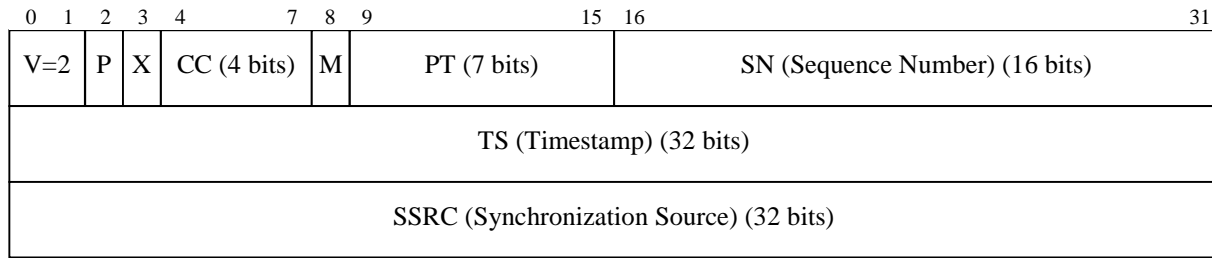 0 1 2 3 4 7 8 9 15 16 31
V=2 P X CC (4 bits) M PT (7 bits) SN (Sequence Number) (16 bits)
TS (Timestamp) (32 bits)
SSRC (Synchronization Source) (32 bits)